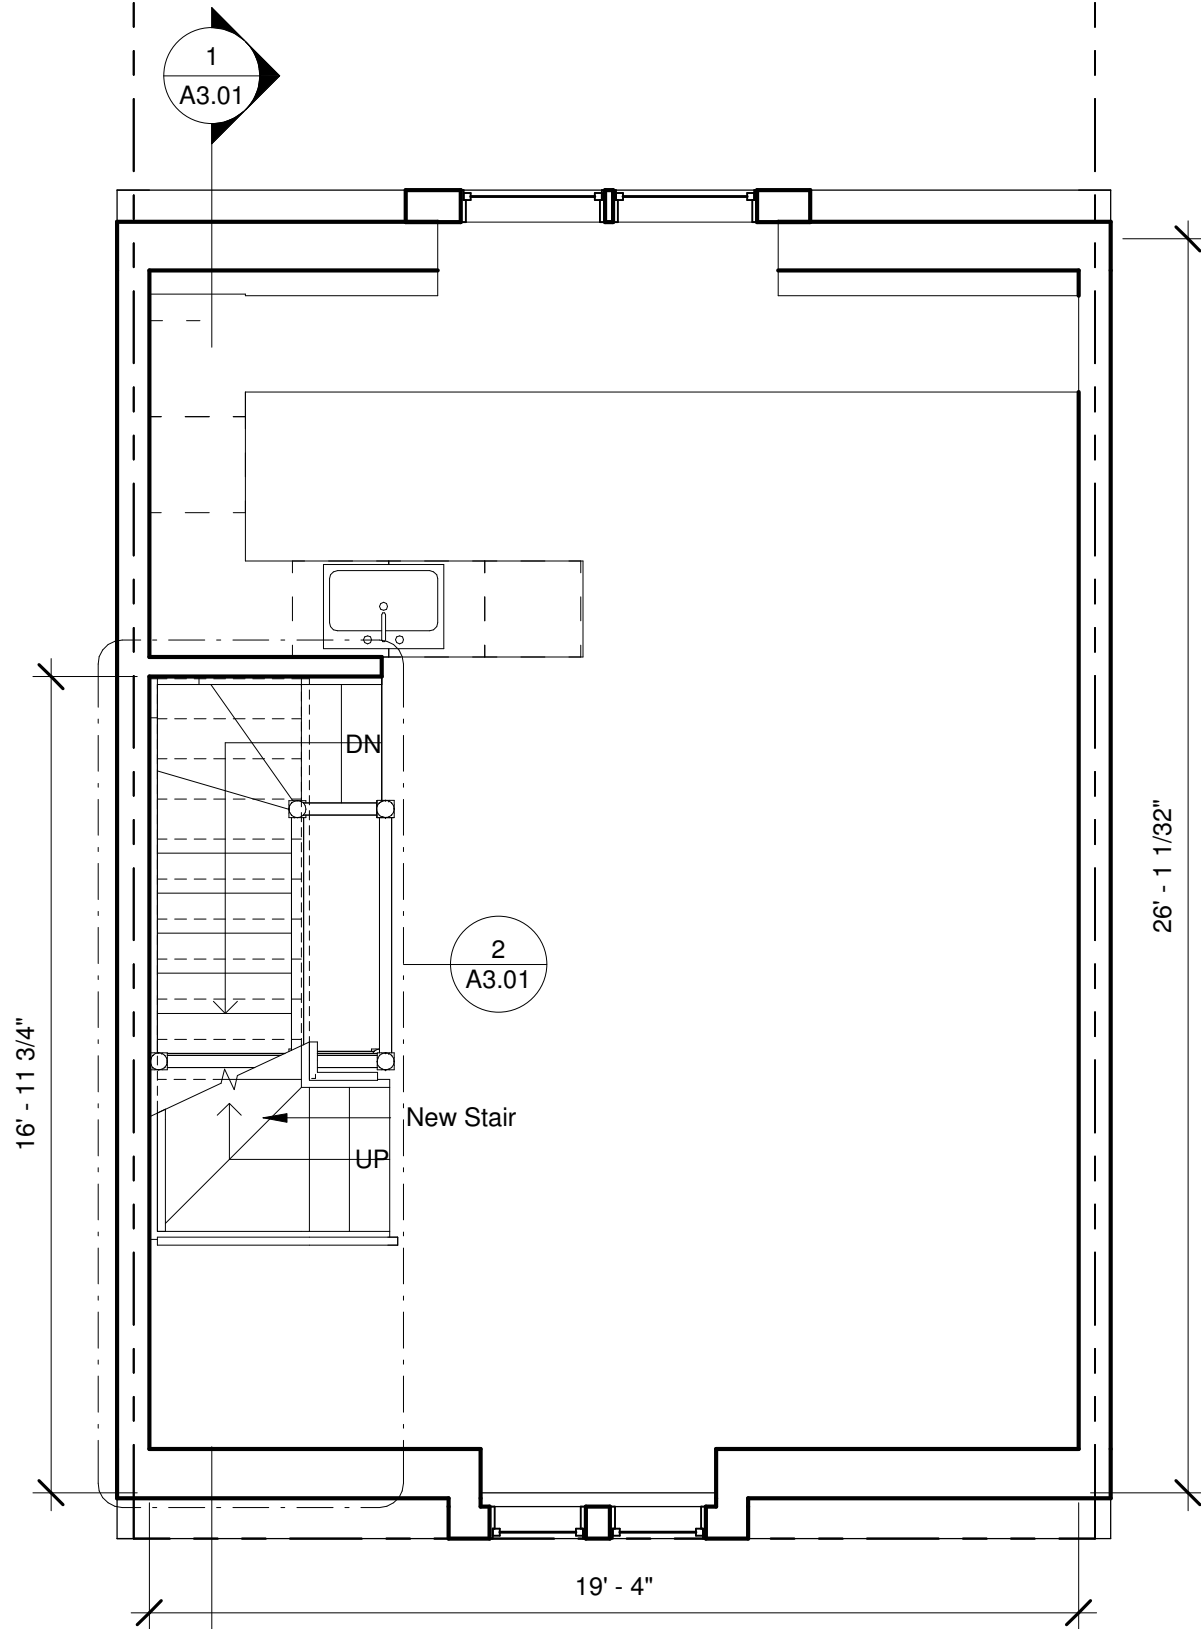 1
A3.01
DN
26' - 1 1/32"
2
A3.01
16' - 11 3/4"
New Stair
UP
19' - 4"